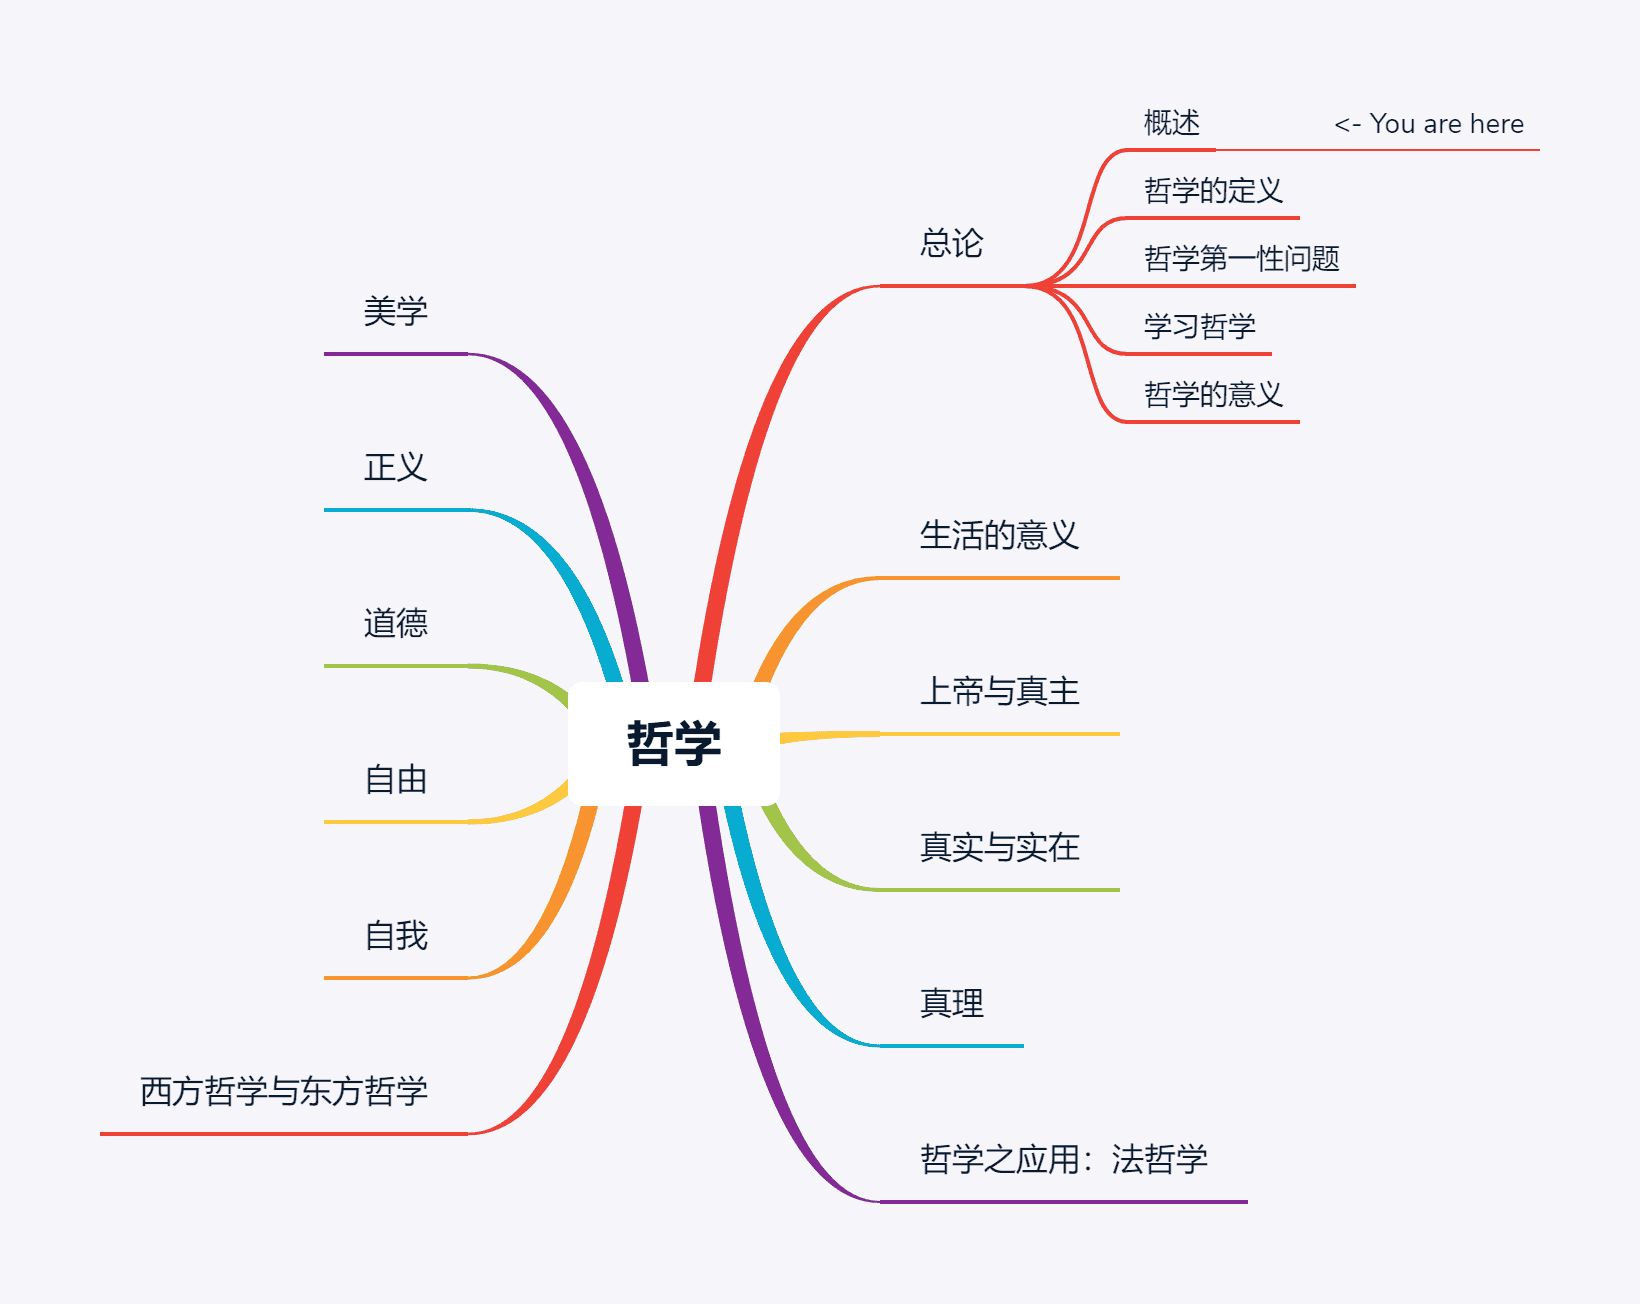 哲学
总论
概述
<- You are here
哲学的定义
哲学第一性问题
学习哲学
哲学的意义
生活的意义
上帝与真主
真实与实在
真理
哲学之应用：法哲学
美学
正义
道德
自由
自我
西方哲学与东方哲学